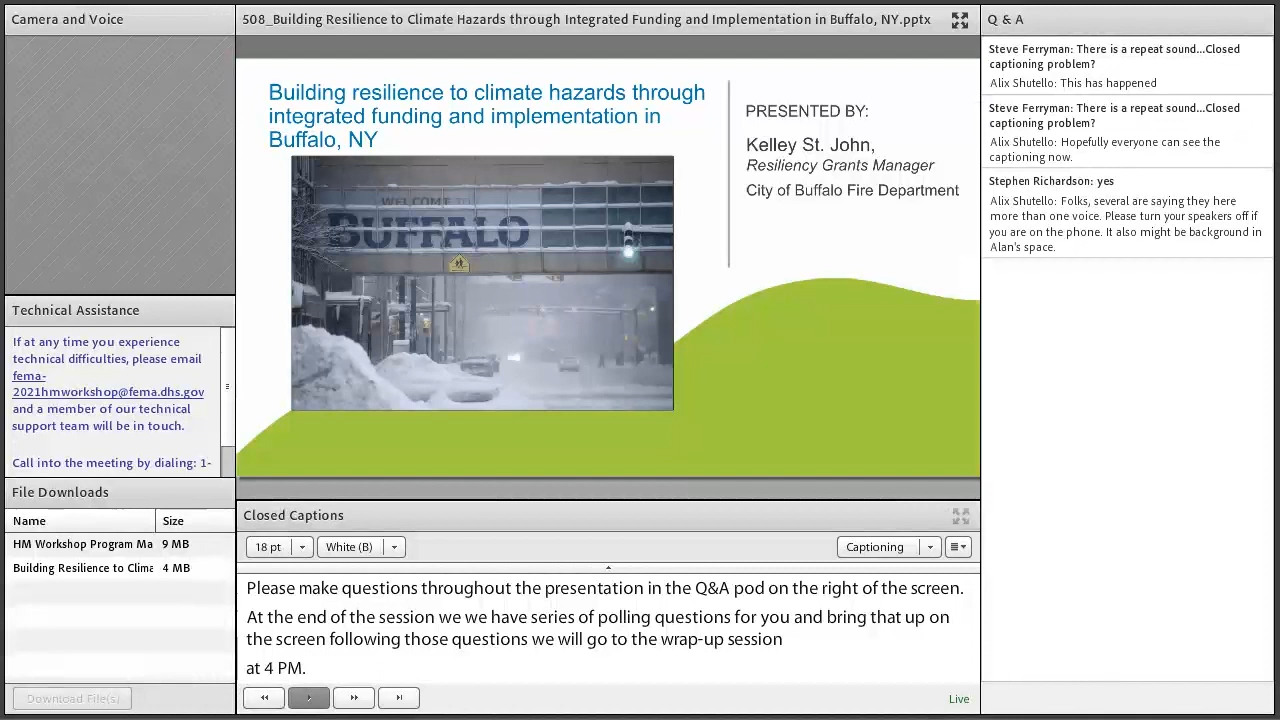 Camera and Voice
508_Building Resilience to Climate Hazards through Integrated Funding and Implementation in Buffalo, NY.pptx
Q & A
Building resilience to climate hazards through
integrated funding and implementation in
Buffalo, NY
WELCOME TO
BUFFALO
PRESENTED BY:
Kelley St. John,
Resiliency Grants Manager
City of Buffalo Fire Department
Steve Ferryman: There is a repeat sound...Closed
captioning problem?
Alix Shutello: This has happened
Steve Ferryman: There is a repeat sound...Closed
captioning problem?
Alix Shutello: Hopefully everyone can see the
captioning now.
Stephen Richardson: yes
Alix Shutello: Folks, several are saying they here
more than one voice. Please turn your speakers off if
you are on the phone. It also might be background in
Alan's space.
Technical Assistance
If at any time you experience
technical difficulties, please email
fema-
2021hmworkshop@fema.dhs.gov
and a member of our technical
support team will be in touch.
Call into the meeting by dialing: 1-
File Downloads
Name Size
HM Workshop Program Ma 9 MB
Building Resilience to Clima 4 MB
Download File(s)
Closed Captions
18 pt White (B) Captioning
Please make questions throughout the presentation in the Q&A pod on the right of the screen.
At the end of the session we we have series of polling questions for you and bring that up on
the screen following those questions we will go to the wrap-up session
at 4 PM.
Live